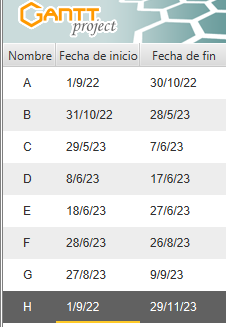 GANTT
project
Nombre Fecha de inicio Fecha de fin
A 1/9/22 30/10/22
B 31/10/22 28/5/23
C 29/5/23 7/6/23
D 8/6/23 17/6/23
E 18/6/23 27/6/23
F 28/6/23 26/8/23
G 27/8/23 9/9/23
H 1/9/22 29/11/23